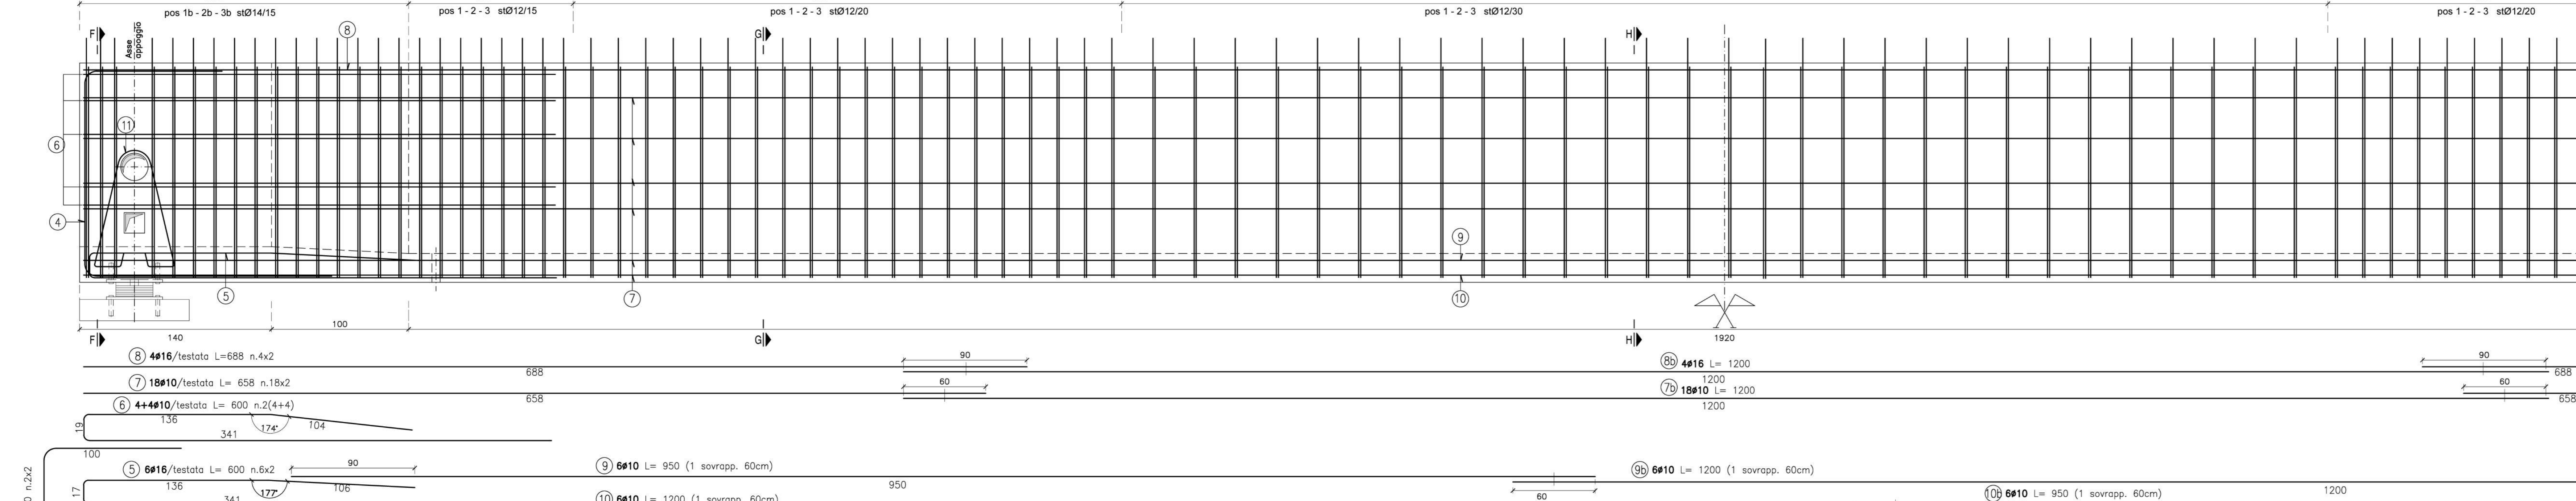 pos 1b - 2b - 3b stØ14/15
pos 1 - 2 - 3 stØ12/15
pos 1 - 2 - 3 stØ12/20
pos 1 - 2 - 3 stØ12/30
pos 1 - 2 - 3 stØ12/20
F
Asse
appoggio
8
G
H
11
6
4
9
5
7
10
140
100
1920
F
G
H
8 4ø16/testata L=688 n.4x2
688
90
8b 4ø16 L= 1200
1200
90
688
7 18ø10/testata L= 658 n.18x2
658
60
7b 18ø10 L= 1200
1200
60
658
6 4+4ø10/testata L= 600 n.2(4+4)
136
19
174°
104
341
100
5 6ø16/testata L= 600 n.6x2
90
136
17
177°
106
341
9 6ø10 L= 950 (1 sovrapp. 60cm)
950
60
9b 6ø10 L= 1200 (1 sovrapp. 60cm)
1200
10 6ø10 L= 1200 (1 sovrapp. 60cm)
10b 6ø10 L= 950 (1 sovrapp. 60cm)
n.2x2